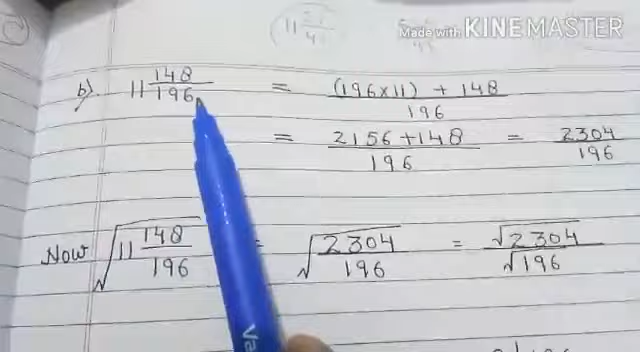 Made with KINEMASTER
b) 11 148/196 = (196×11) + 148 / 196
= 2156+148 / 196 = 2304 / 196
Now √(11 148/196) = √(2304/196) = √2304 / √196
Va